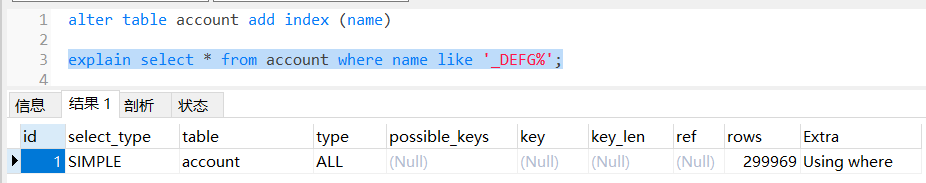 1 alter table account add index (name)
2
3 explain select * from account where name like '_DEFG%';
4
信息 结果 1 剖析 状态
id select_type table type possible_keys key key_len ref rows Extra
1 SIMPLE account ALL (Null) (Null) (Null) (Null) 299969 Using where